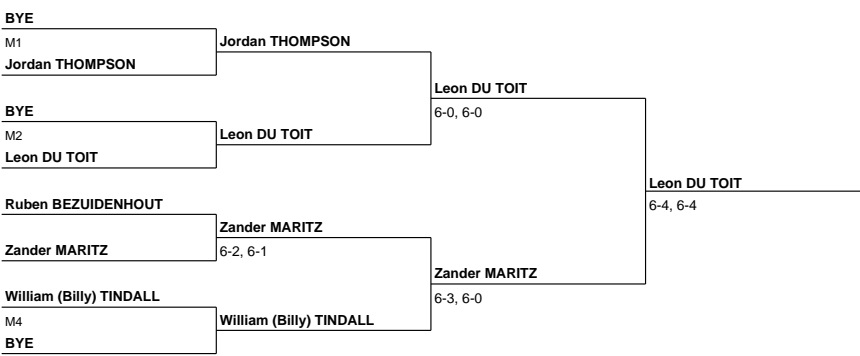 BYE
M1
Jordan THOMPSON
BYE
M2
Leon DU TOIT
Ruben BEZUIDENHOUT
Zander MARITZ
William (Billy) TINDALL
M4
BYE
Jordan THOMPSON
Leon DU TOIT
Zander MARITZ
6-2, 6-1
William (Billy) TINDALL
Leon DU TOIT
6-0, 6-0
Zander MARITZ
6-3, 6-0
Leon DU TOIT
6-4, 6-4